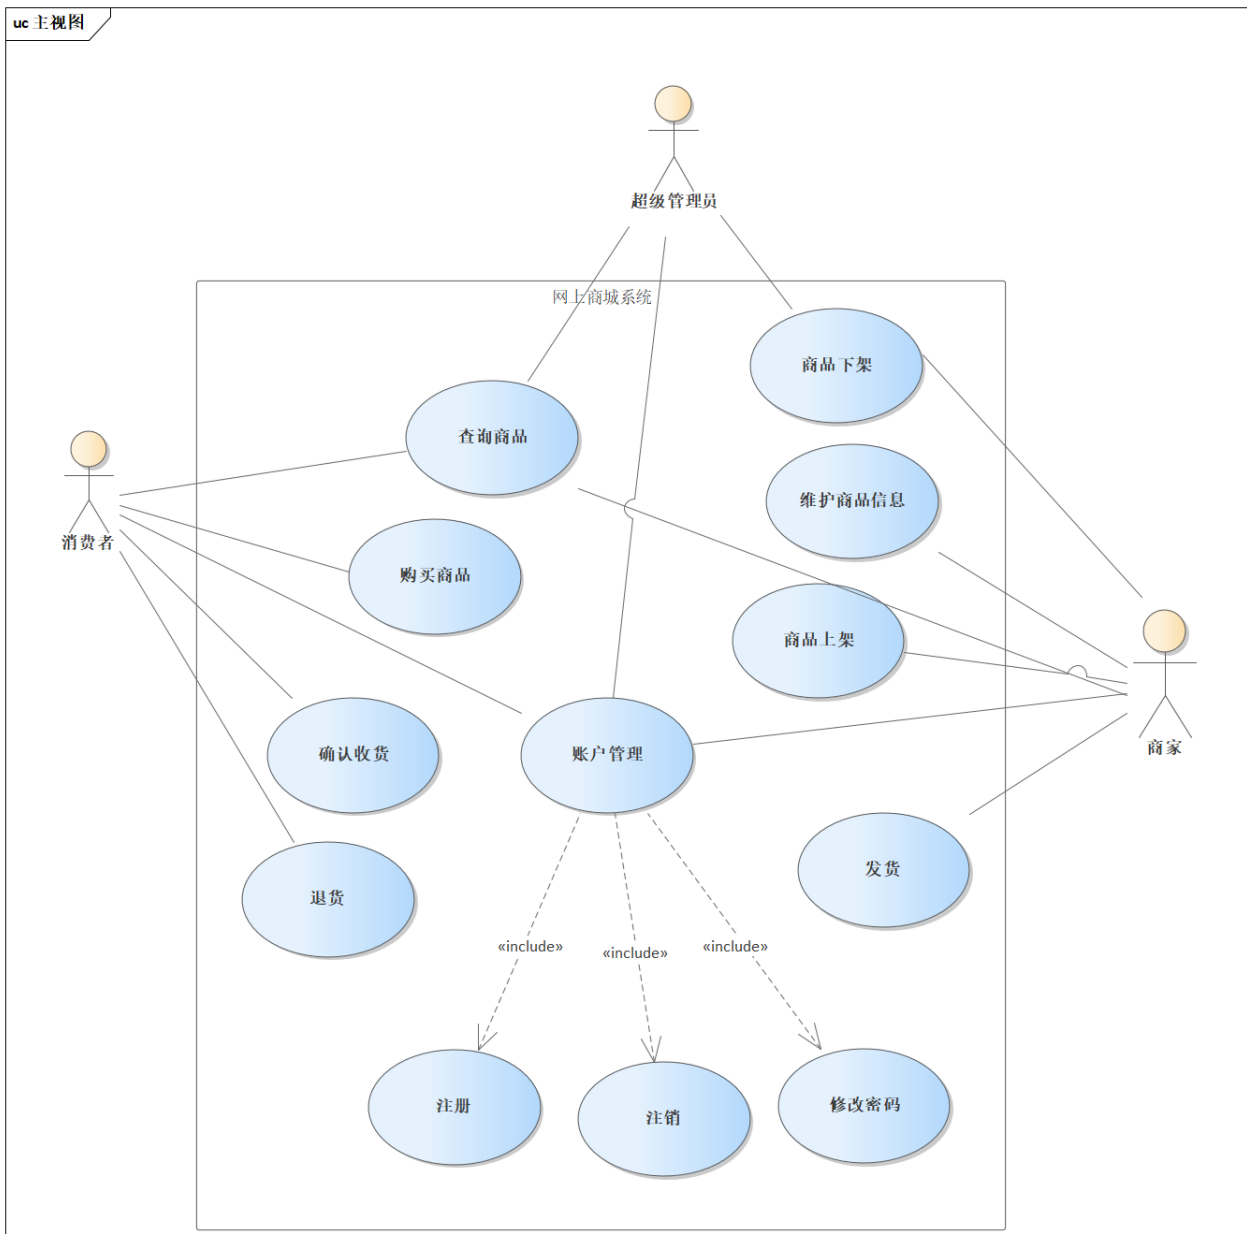 uc 主视图
超级管理员
网上商城系统
商品下架
查询商品
维护商品信息
消费者
购买商品
商品上架
商家
确认收货
账户管理
发货
退货
«include»
«include»
«include»
注册
注销
修改密码